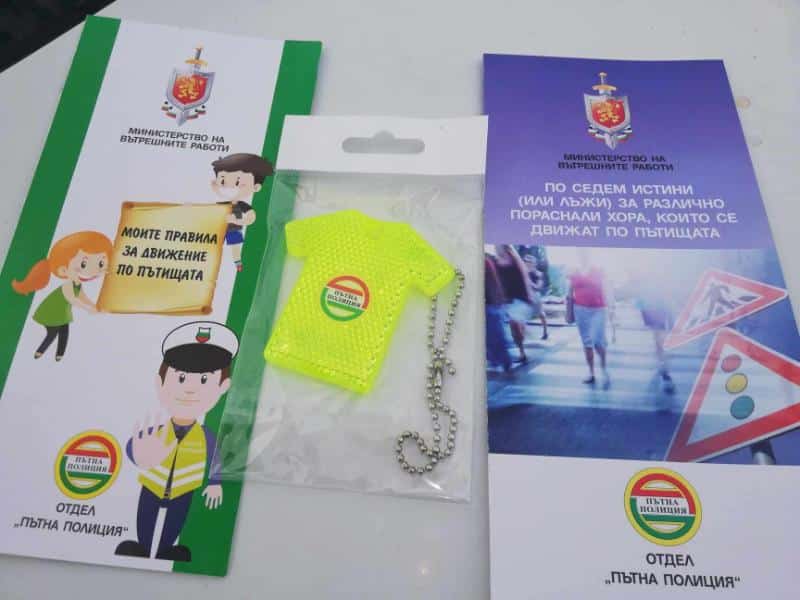 МИНИСТЕРСТВО НА
ВЪТРЕШНИТЕ РАБОТИ
МОИТЕ ПРАВИЛА
ЗА ДВИЖЕНИЕ
ПО ПЪТИЩАТА
ПЪТНА
ПОЛИЦИЯ
ОТДЕЛ
„ПЪТНА ПОЛИЦИЯ“
ПЪТНА
ПОЛИЦИЯ
МИНИСТЕРСТВО НА
ВЪТРЕШНИТЕ РАБОТИ
ПО СЕДЕМ ИСТИНИ
(ИЛИ ЛЪЖИ) ЗА РАЗЛИЧНО
ПОРАСНАЛИ ХОРА, КОИТО СЕ
ДВИЖАТ ПО ПЪТИЩАТА
ПЪТНА
ПОЛИЦИЯ
ОТДЕЛ
„ПЪТНА ПОЛИЦИЯ“